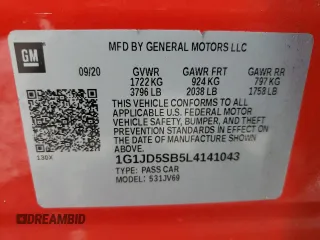 GM
MFD BY GENERAL MOTORS LLC
09/20 GVWR GAWR FRT GAWR RR
1722 KG 924 KG 797 KG
3796 LB 2038 LB 1758 LB
THIS VEHICLE CONFORMS TO ALL
APPLICABLE U.S. FEDERAL MOTOR
VEHICLE SAFETY, BUMPER, AND THEFT
PREVENTION STANDARDS IN EFFECT ON
THE DATE OF MANUFACTURE SHOWN
ABOVE.
138X
1G1JD5SB5L4141043
TYPE: PASS CAR
MODEL: 531JV69
DREAMBID